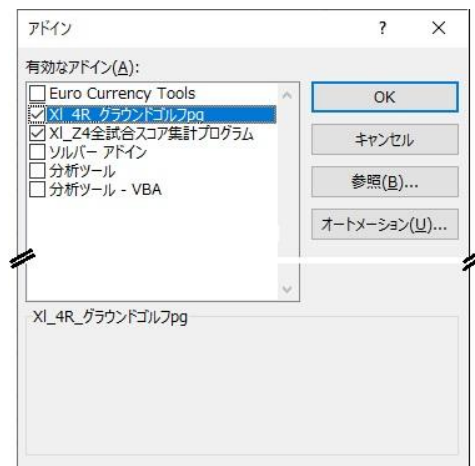 アドイン ? ×
有効なアドイン(A):
Euro Currency Tools
Xl_4R_グラウンドゴルフpg
Xl_Z4全試合スコア集計プログラム
ソルバー アドイン
分析ツール
分析ツール - VBA
OK
キャンセル
参照(B)...
オートメーション(U)...
Xl_4R_グラウンドゴルフpg